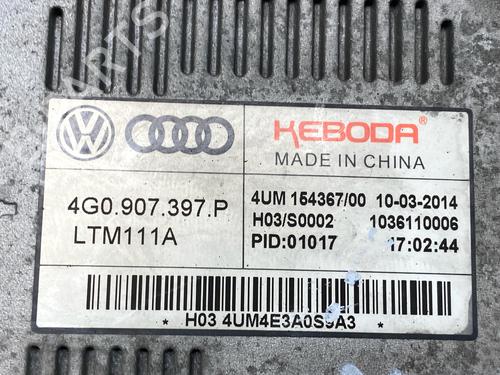 PARTS
KEBODA®
MADE IN CHINA
4G0.907.397.P
LTM111A
4UM 154367/00 10-03-2014
H03/S0002 1036110006
PID:01017 17:02:44
* H03 4UM4E3A0S9A3 *